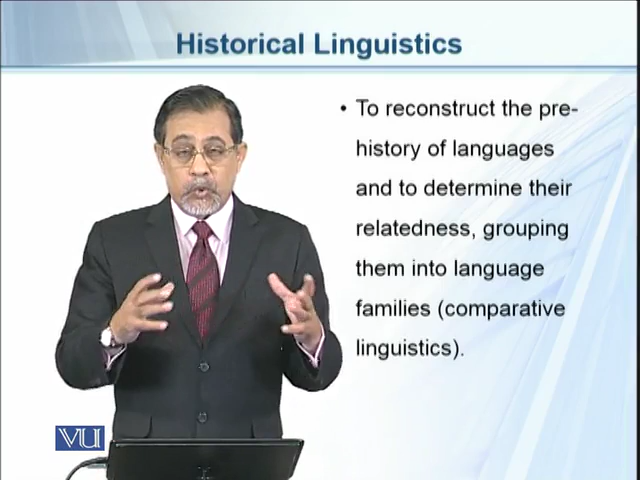 Historical Linguistics
• To reconstruct the pre-
history of languages
and to determine their
relatedness, grouping
them into language
families (comparative
linguistics).
VU